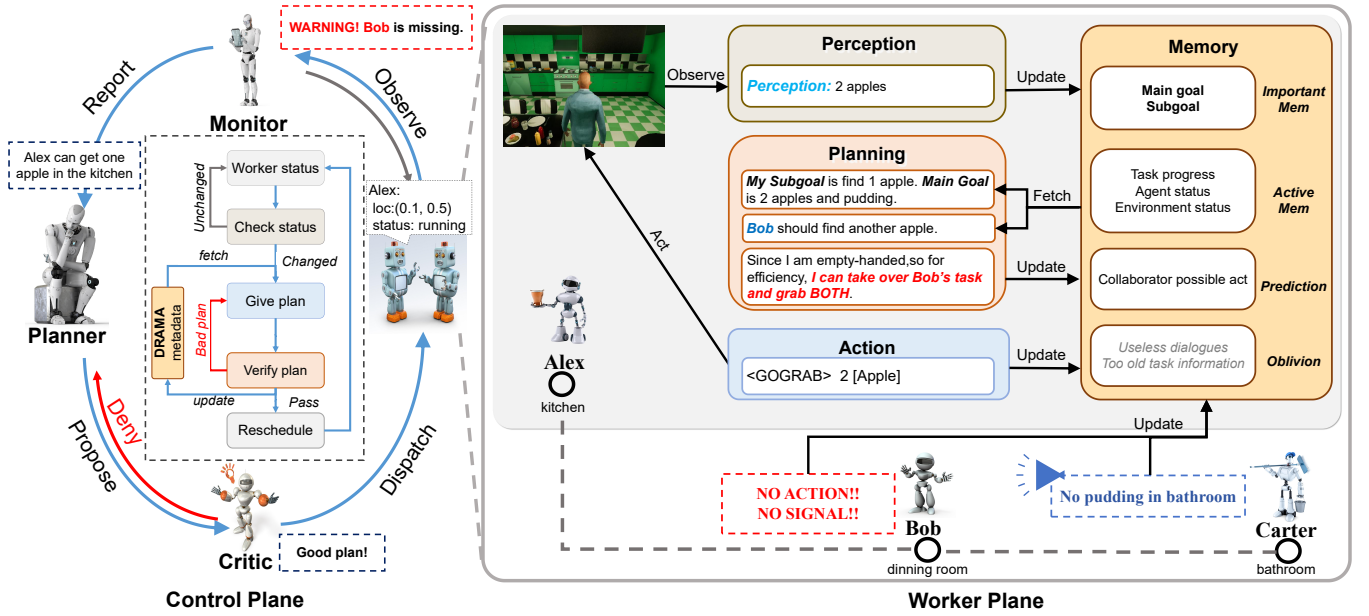 WARNING! Bob is missing.
Report
Observe
Monitor
Alex can get one
apple in the kitchen
Worker status
Unchanged
Check status
Alex:
loc:(0.1, 0.5)
status: running
fetch
Changed
DRAMA
metadata
Bad plan
Give plan
Verify plan
update
Pass
Reschedule
Planner
Deny
Propose
Dispatch
Critic
Good plan!
Control Plane
Observe
Perception
Perception: 2 apples
Update
Memory
Main goal
Subgoal
Important
Mem
Planning
My Subgoal is find 1 apple. Main Goal
is 2 apples and pudding.
Bob should find another apple.
Since I am empty-handed,so for
efficiency, I can take over Bob's task
and grab BOTH.
Fetch
Task progress
Agent status
Environment status
Active
Mem
Update
Collaborator possible act
Prediction
Act
Action
<GOGRAB> 2 [Apple]
Update
Useless dialogues
Too old task information
Oblivion
Alex
kitchen
Update
NO ACTION!!
NO SIGNAL!!
Bob
dinning room
No pudding in bathroom
Carter
bathroom
Worker Plane